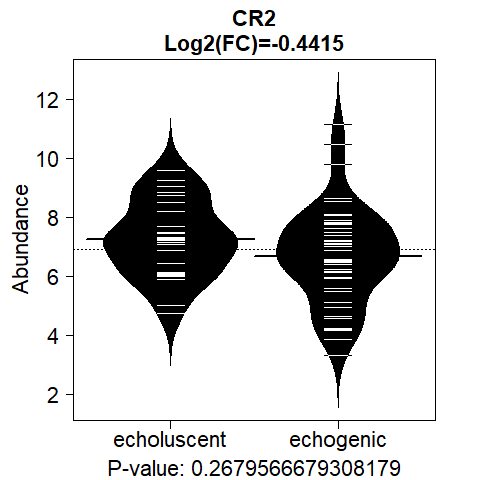 CR2
Log2(FC)=-0.4415
12
10
8
6
4
2
Abundance
echoluscent echogenic
P-value: 0.2679566679308179